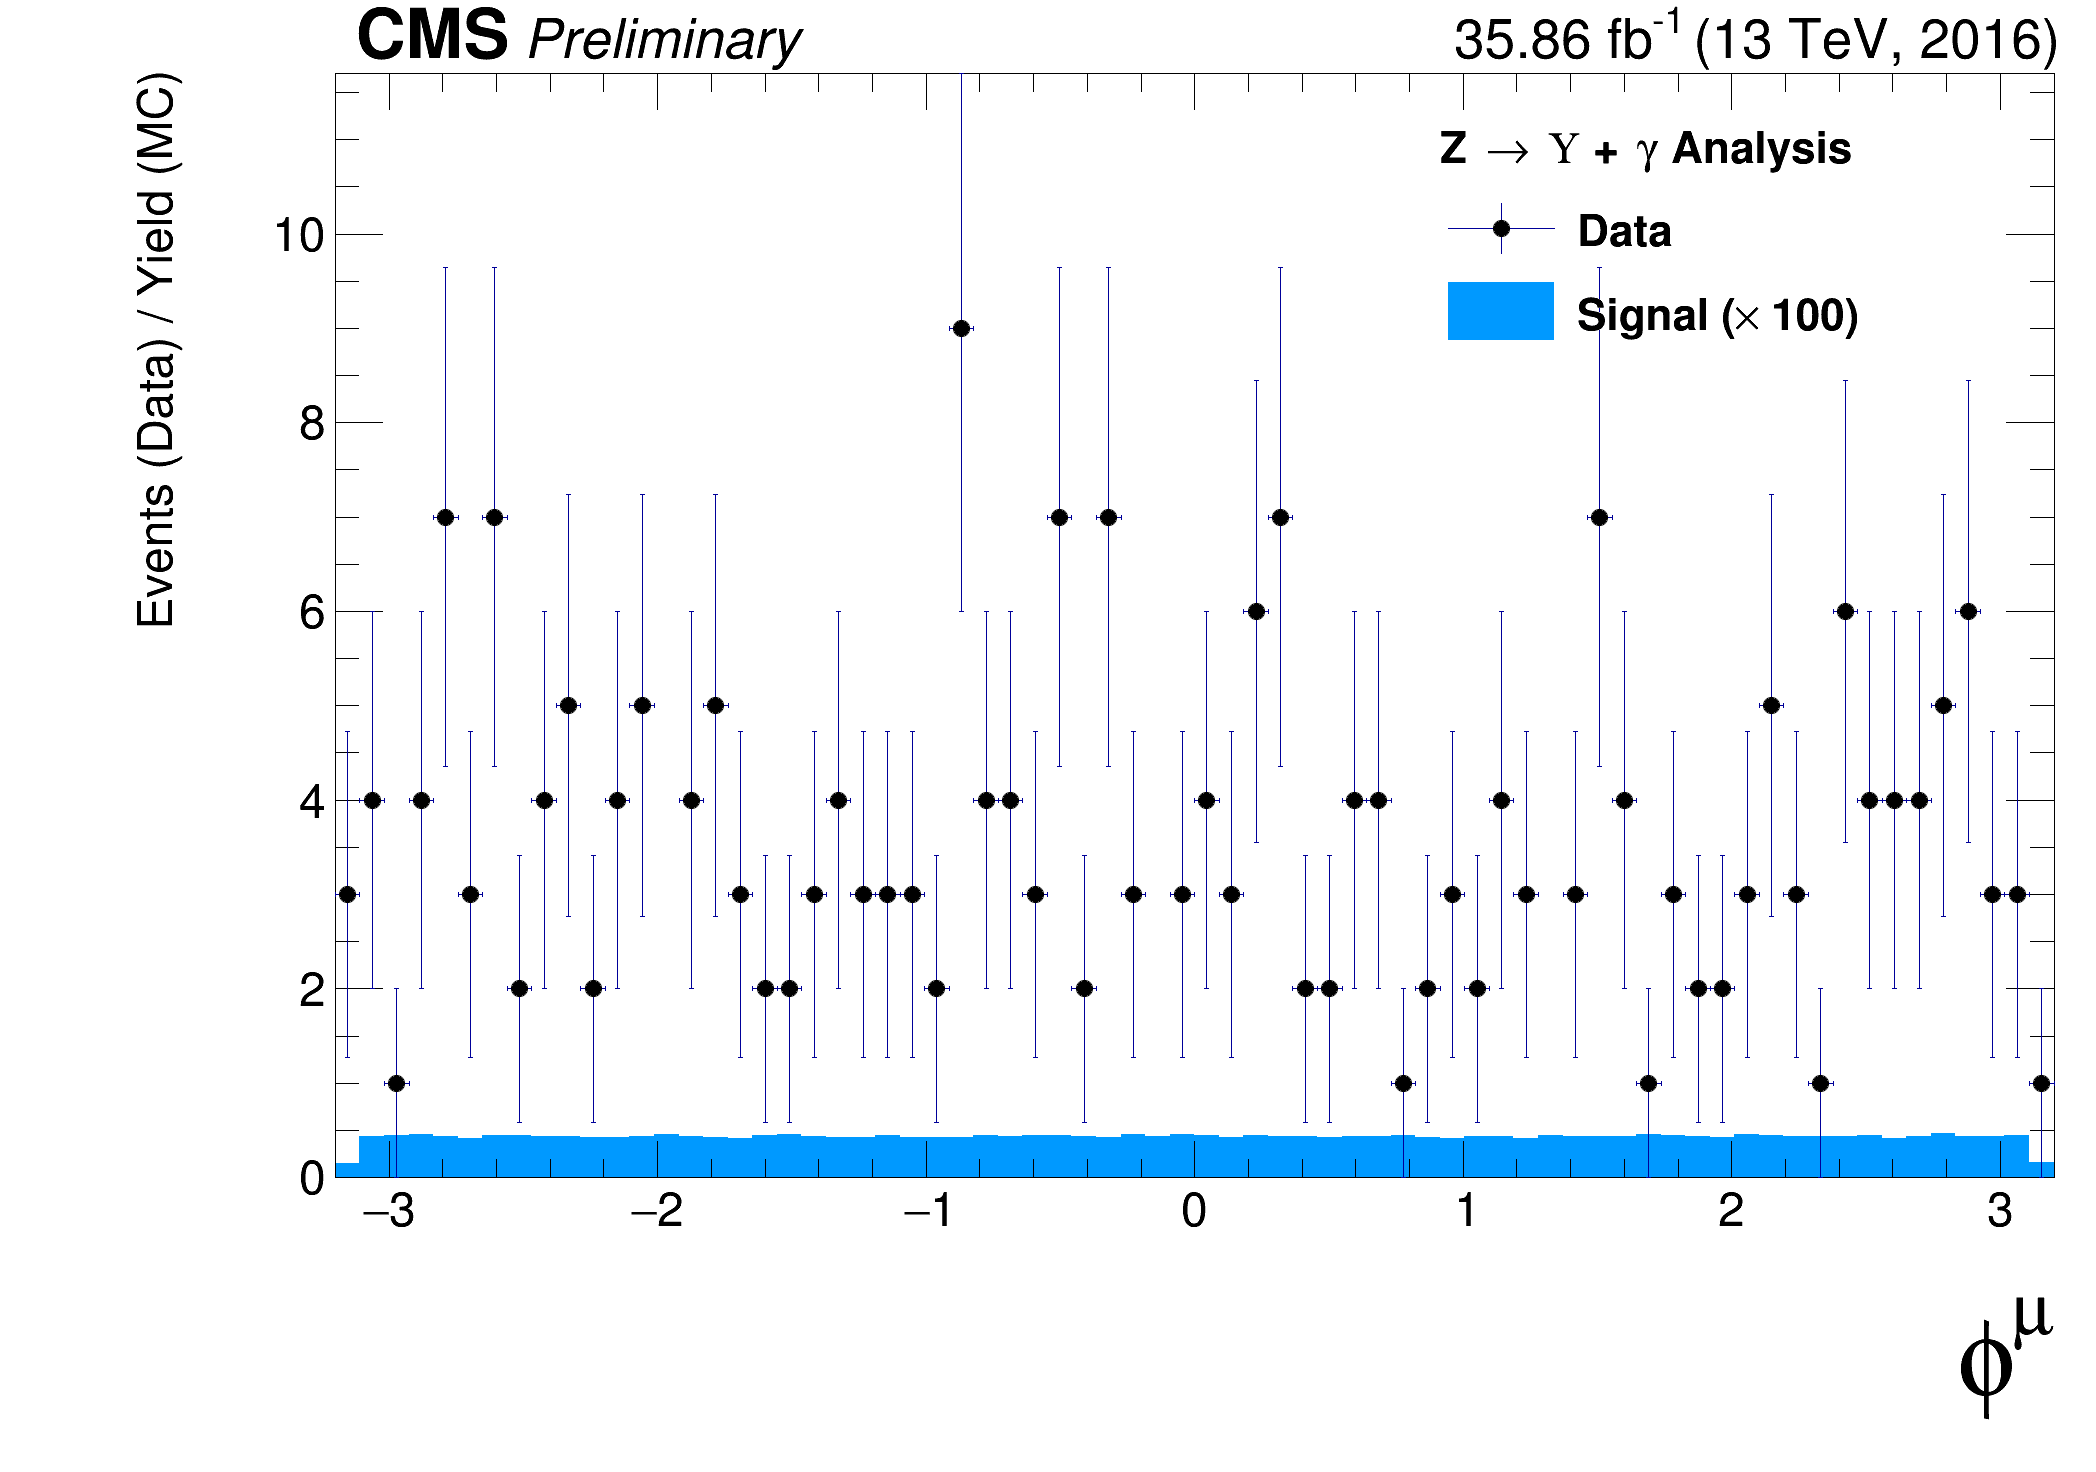 CMS Preliminary
35.86 fb⁻¹ (13 TeV, 2016)
Events (Data) / Yield (MC)
Z → Υ + γ Analysis
Data
Signal (× 100)
10
8
6
4
2
0
−3 −2 −1 0 1 2 3
ϕ^μ